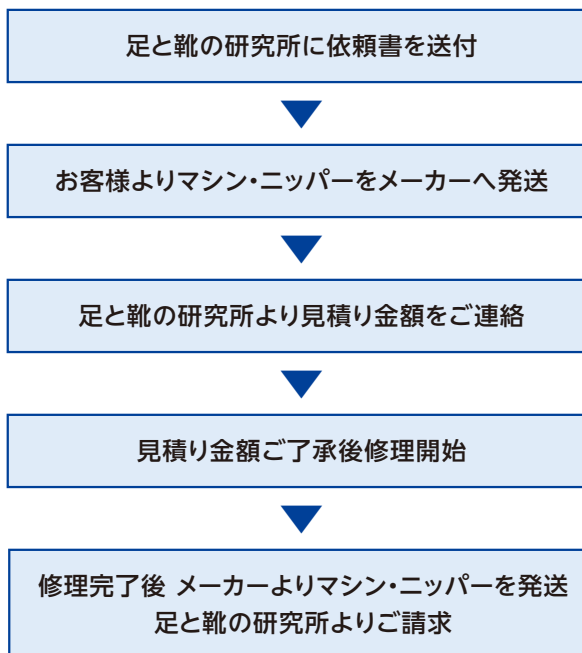 足と靴の研究所に依頼書を送付
お客様よりマシン・ニッパーをメーカーへ発送
足と靴の研究所より見積り金額をご連絡
見積り金額ご了承後修理開始
修理完了後 メーカーよりマシン・ニッパーを発送
足と靴の研究所よりご請求